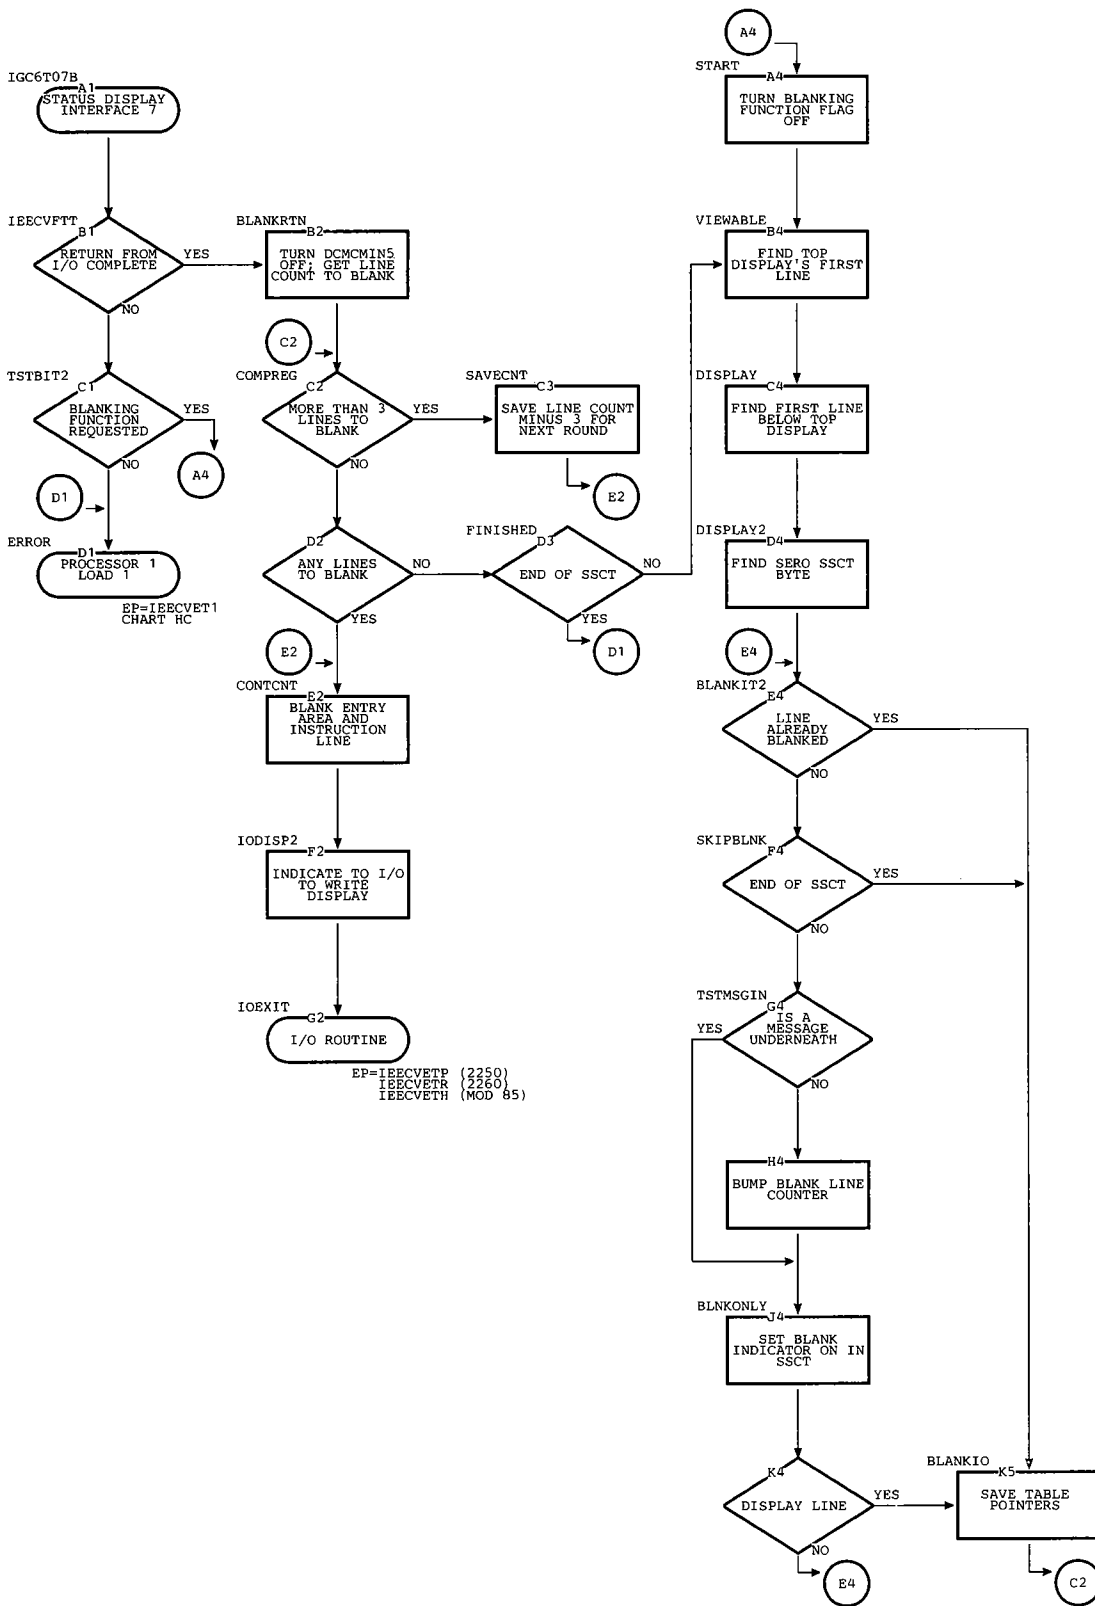 IGC6T07B
A1
STATUS DISPLAY
INTERFACE 7
IEECVFTT
B1
RETURN FROM
I/O COMPLETE
YES
NO
TSTBIT2
C1
BLANKING
FUNCTION
REQUESTED
YES
A4
NO
D1
ERROR
D1
PROCESSOR 1
LOAD 1
EP=IEECVET1
CHART HC
BLANKRTN
B2
TURN DCMCMIN5
OFF; GET LINE
COUNT TO BLANK
C2
COMPREG
C2
MORE THAN 3
LINES TO
BLANK
YES
NO
SAVECNT
C3
SAVE LINE COUNT
MINUS 3 FOR
NEXT ROUND
E2
D2
ANY LINES
TO BLANK
NO
YES
FINISHED
D3
END OF SSCT
NO
YES
D1
E2
CONTCNT
E2
BLANK ENTRY
AREA AND
INSTRUCTION
LINE
IODISP2
F2
INDICATE TO I/O
TO WRITE
DISPLAY
IOEXIT
G2
I/O ROUTINE
EP=IEECVETP (2250)
IEECVETR (2260)
IEECVETH (MOD 85)
A4
START
A4
TURN BLANKING
FUNCTION FLAG
OFF
VIEWABLE
B4
FIND TOP
DISPLAY'S FIRST
LINE
DISPLAY
C4
FIND FIRST LINE
BELOW TOP
DISPLAY
DISPLAY2
D4
FIND SERO SSCT
BYTE
E4
BLANKIT2
E4
LINE
ALREADY
BLANKED
YES
NO
SKIPBLNK
F4
END OF SSCT
YES
NO
TSTMSGIN
G4
IS A
MESSAGE
UNDERNEATH
YES
NO
H4
BUMP BLANK LINE
COUNTER
BLNKONLY
J4
SET BLANK
INDICATOR ON IN
SSCT
K4
DISPLAY LINE
YES
NO
E4
BLANKIO
K5
SAVE TABLE
POINTERS
C2